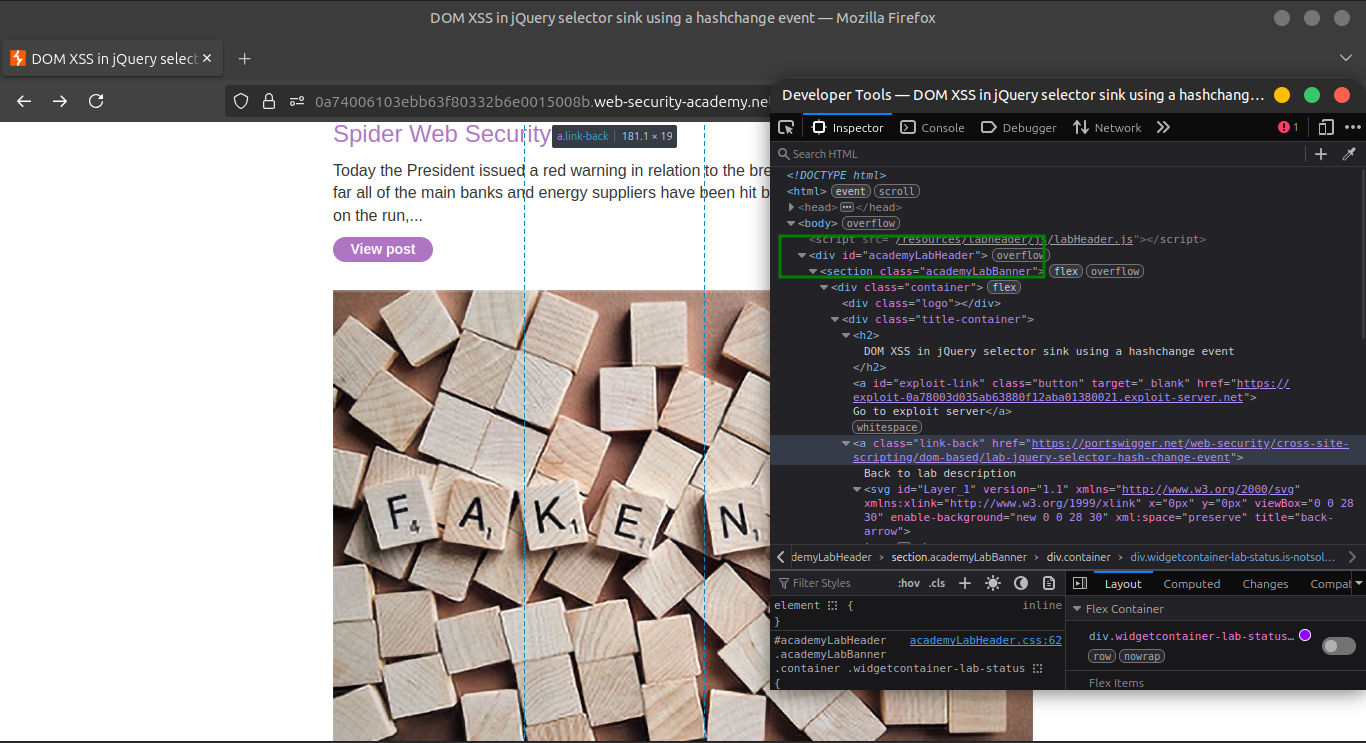 DOM XSS in jQuery selector sink using a hashchange event — Mozilla Firefox
DOM XSS in jQuery select
0a74006103ebb63f80332b6e0015008b.web-security-academy.net
Spider Web Security
a.link-back | 181.1 × 19
Today the President issued a red warning in relation to the bre
far all of the main banks and energy suppliers have been hit b
on the run,...
View post
F A K E N
Developer Tools — DOM XSS in jQuery selector sink using a hashchang...
Inspector Console Debugger Network 1
Search HTML
<!DOCTYPE html>
<html> event scroll
<head> </head>
<body> overflow
<script src="/resources/labheader/js/labHeader.js"></script>
<div id="academyLabHeader"> overflow
<section class="academyLabBanner"> flex overflow
<div class="container"> flex
<div class="logo"></div>
<div class="title-container">
<h2>
DOM XSS in jQuery selector sink using a hashchange event
</h2>
<a id="exploit-link" class="button" target="_blank" href="https://
exploit-0a78003d035ab63880f12aba01380021.exploit-server.net">
Go to exploit server</a>
whitespace
<a class="link-back" href="https://portswigger.net/web-security/cross-site-
scripting/dom-based/lab-jquery-selector-hash-change-event">
Back to lab description
<svg id="Layer_1" version="1.1" xmlns="http://www.w3.org/2000/svg"
xmlns:xlink="http://www.w3.org/1999/xlink" x="0px" y="0px" viewBox="0 0 28
30" enable-background="new 0 0 28 30" xml:space="preserve" title="back-
arrow">
demyLabHeader › section.academyLabBanner › div.container › div.widgetcontainer-lab-status.is-notsol...
Filter Styles :hov .cls
Layout Computed Changes Compat
element { inline
}
#academyLabHeader academyLabHeader.css:62
.academyLabBanner
.container .widgetcontainer-lab-status
{
Flex Container
div.widgetcontainer-lab-status...
row nowrap
Flex Items